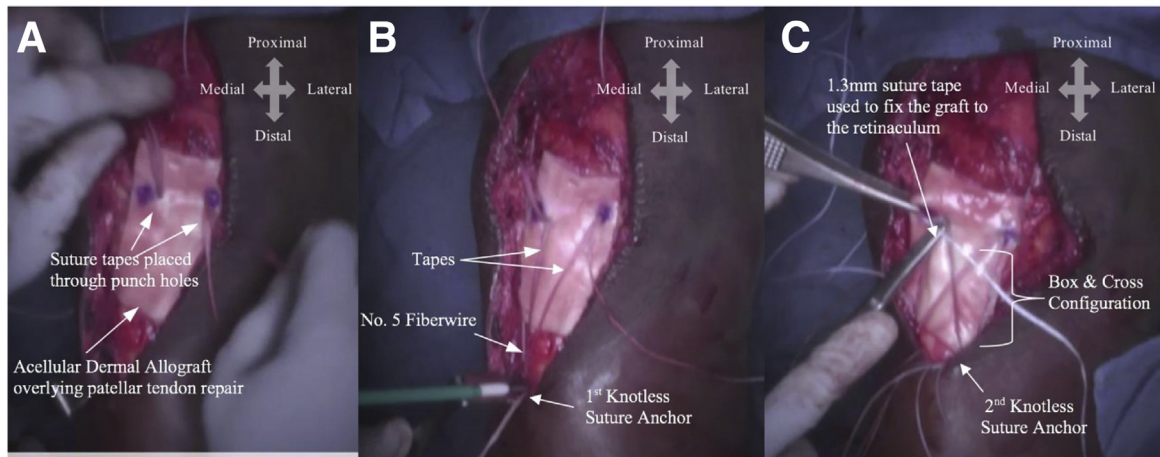 A
Proximal
Medial
Lateral
Distal
Suture tapes placed
through punch holes
Acellular Dermal Allograft
overlying patellar tendon repair
B
Proximal
Medial
Lateral
Distal
Tapes
No. 5 Fiberwire
1st Knotless
Suture Anchor
C
1.3mm suture tape
used to fix the graft to
the retinaculum
Proximal
Medial
Lateral
Distal
Box & Cross
Configuration
2nd Knotless
Suture Anchor